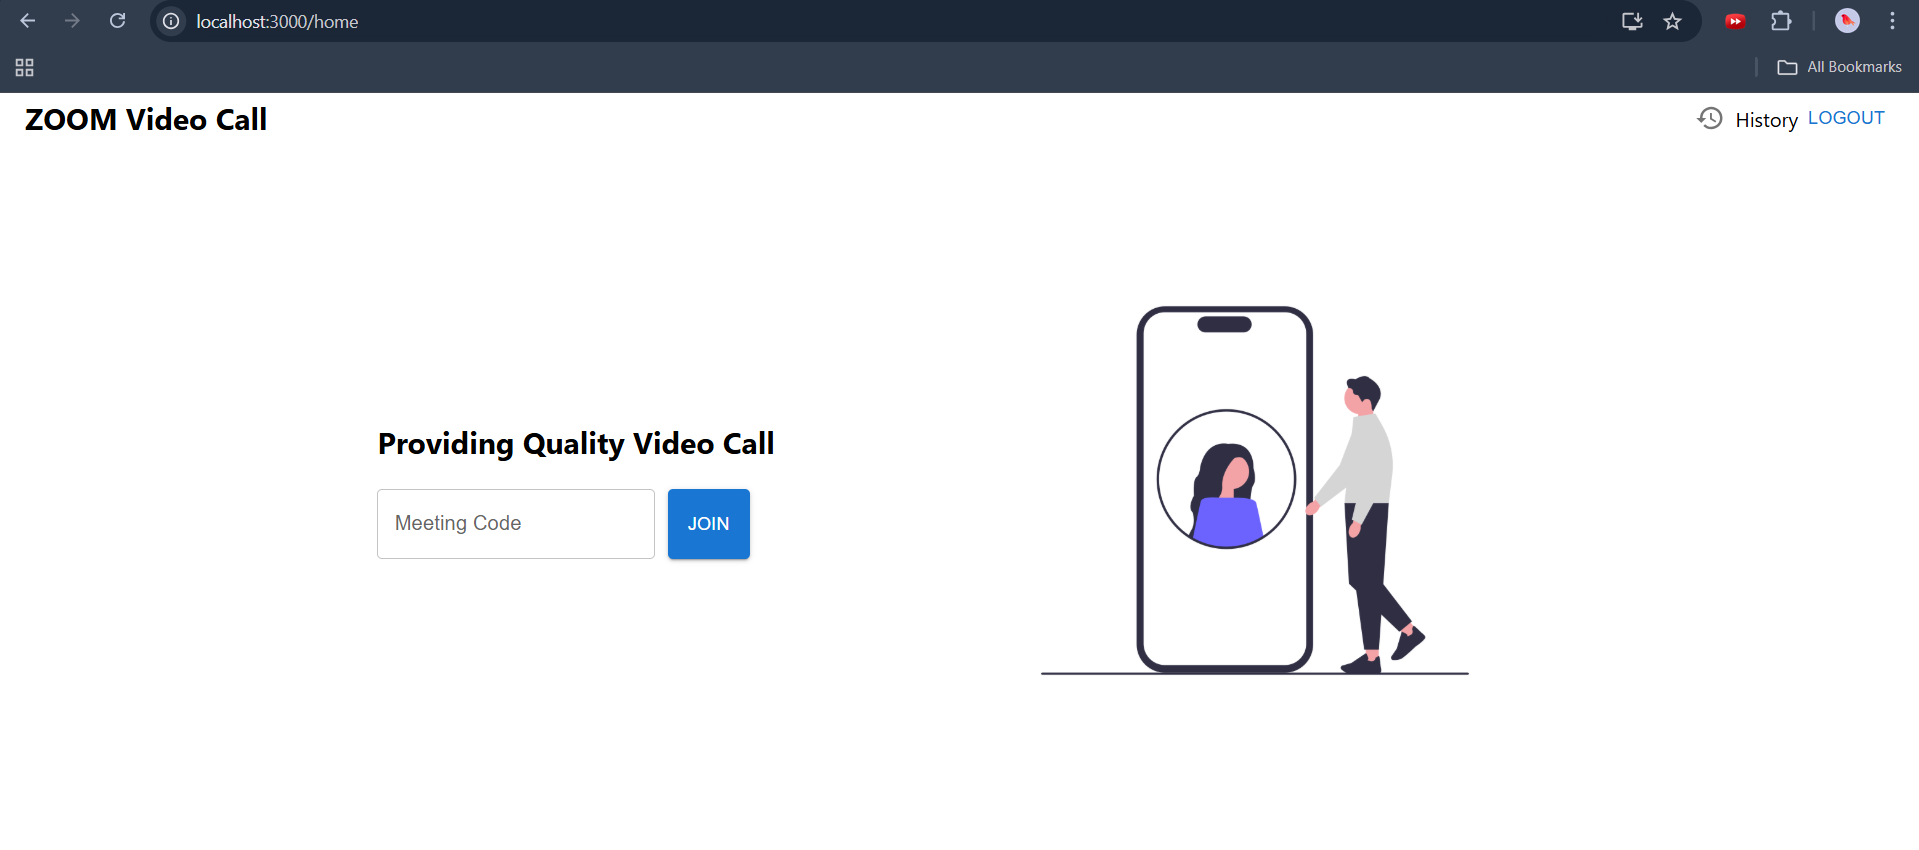 localhost:3000/home
All Bookmarks
ZOOM Video Call
History LOGOUT
Providing Quality Video Call
Meeting Code
JOIN